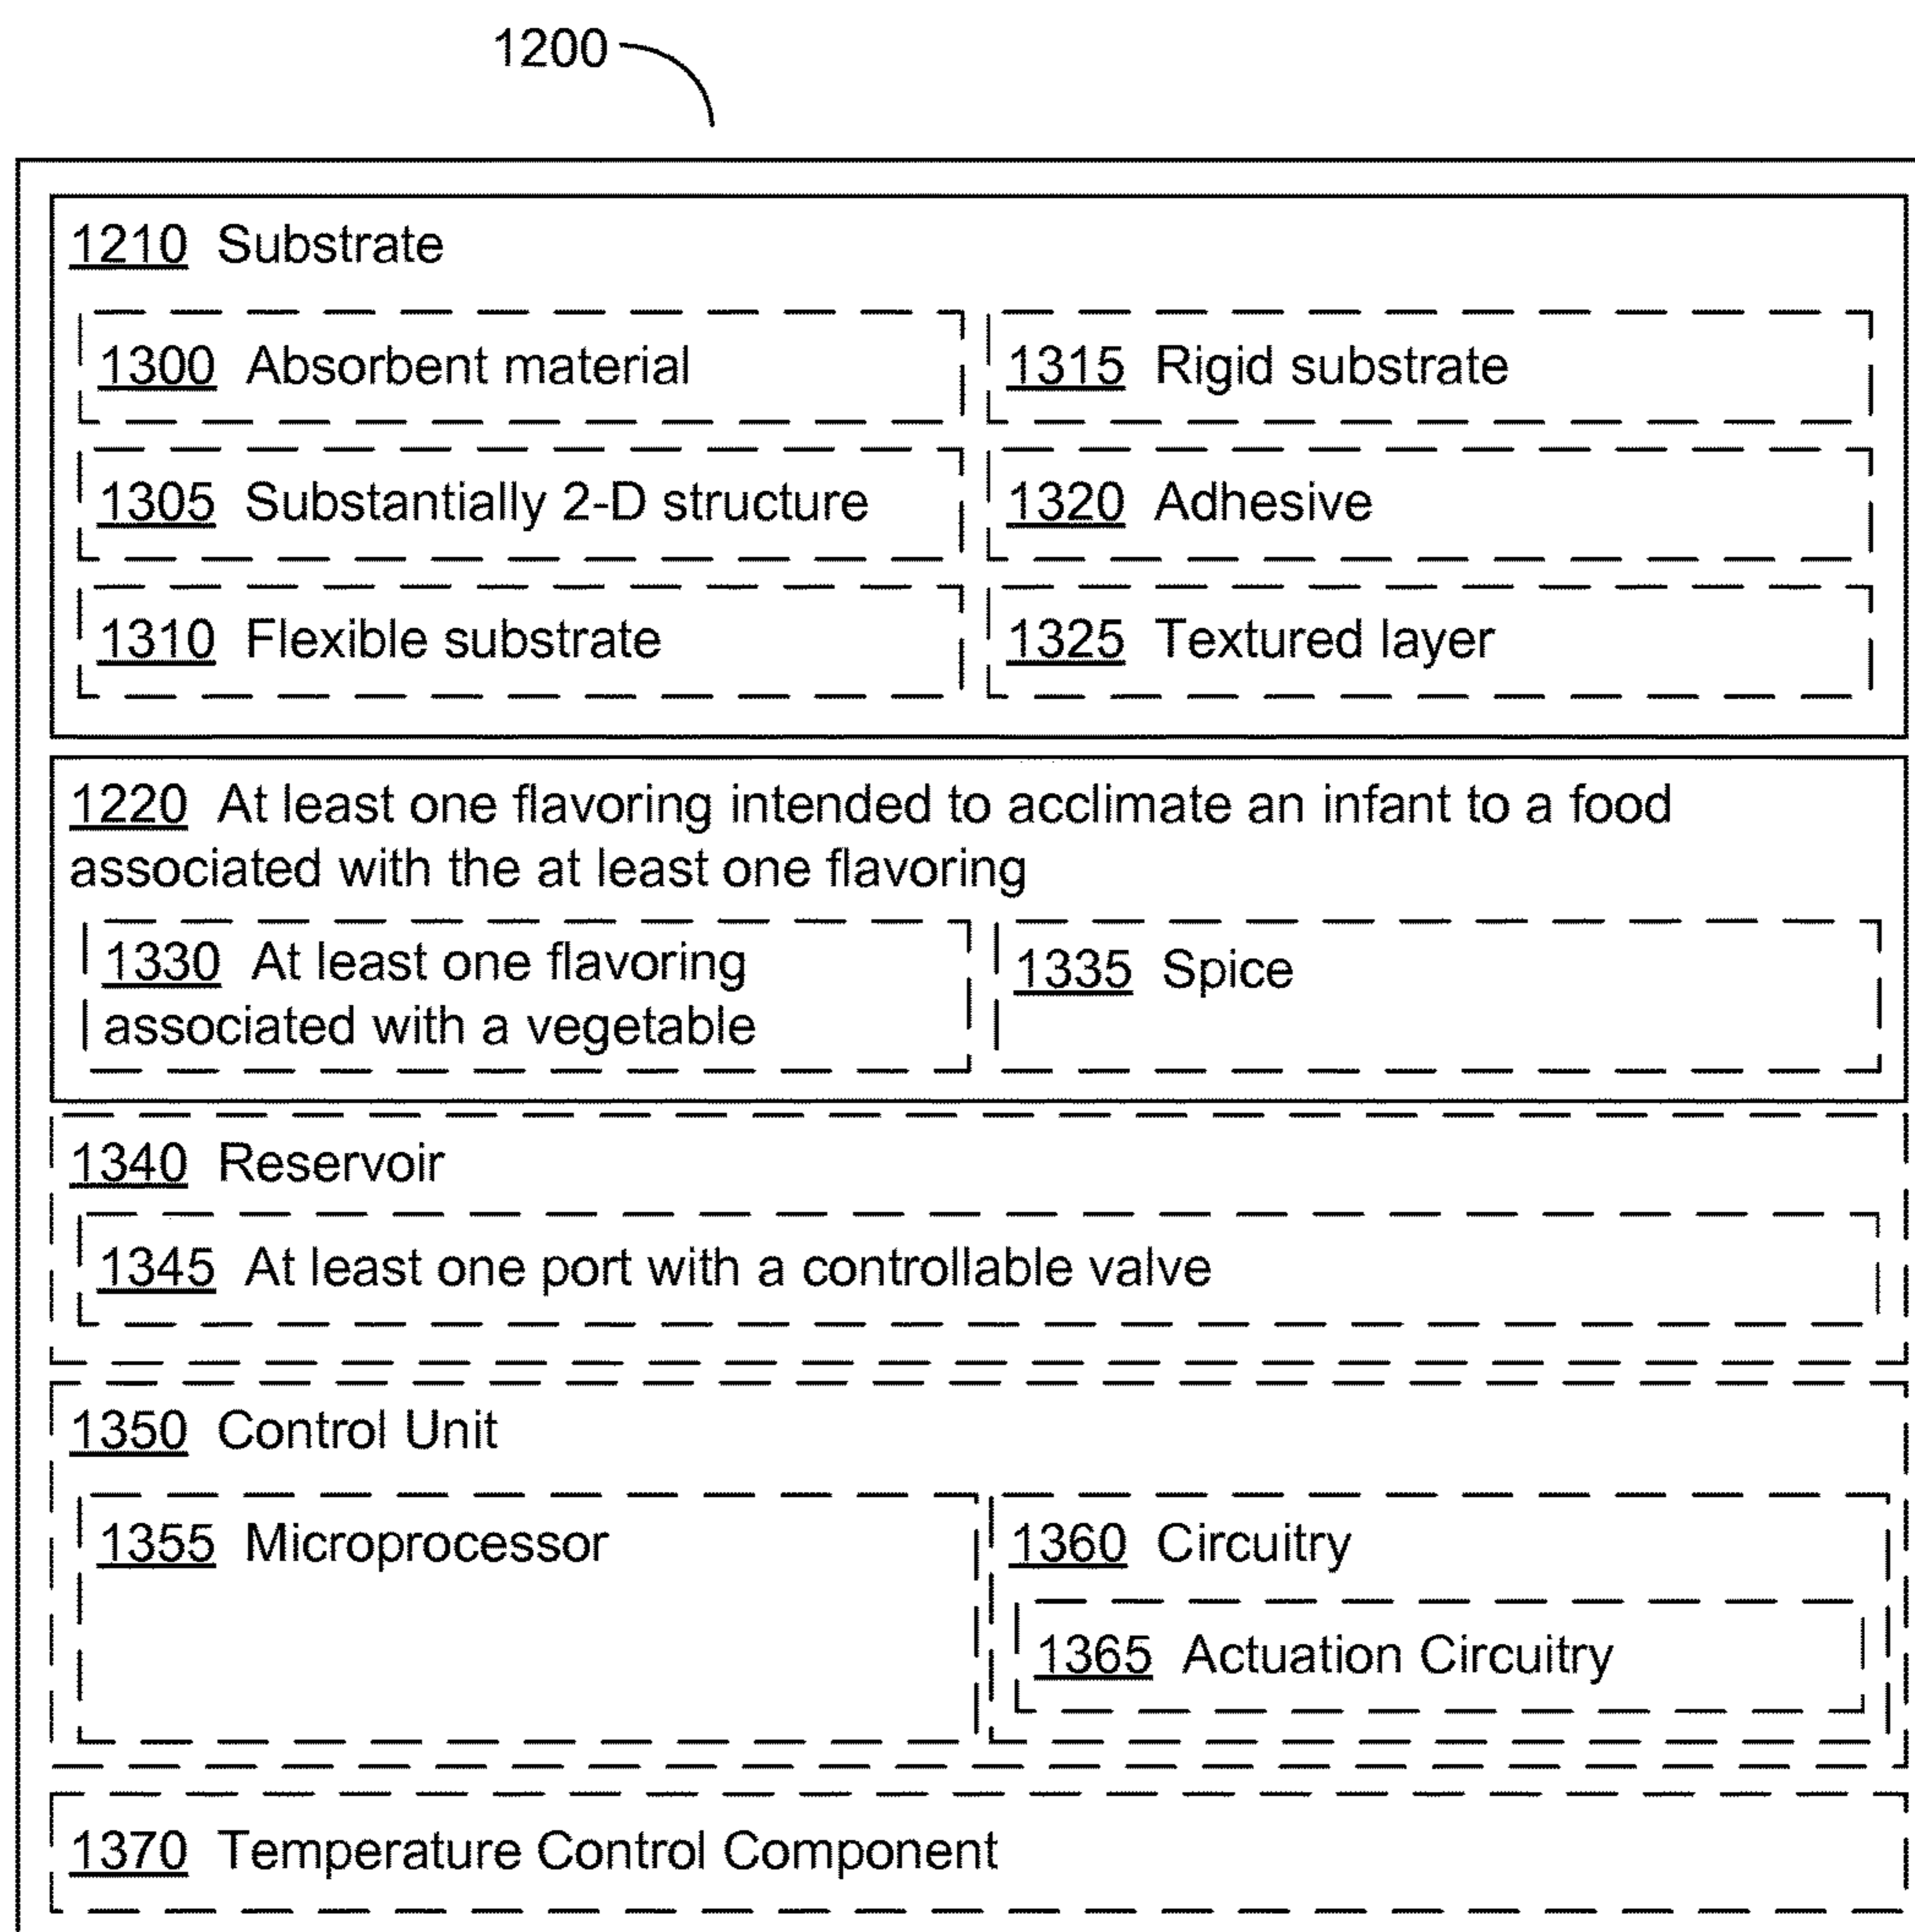 1200
1210 Substrate
1300 Absorbent material
1315 Rigid substrate
1305 Substantially 2-D structure
1320 Adhesive
1310 Flexible substrate
1325 Textured layer
1220 At least one flavoring intended to acclimate an infant to a food
associated with the at least one flavoring
1330 At least one flavoring
associated with a vegetable
1335 Spice
1340 Reservoir
1345 At least one port with a controllable valve
1350 Control Unit
1355 Microprocessor
1360 Circuitry
1365 Actuation Circuitry
1370 Temperature Control Component